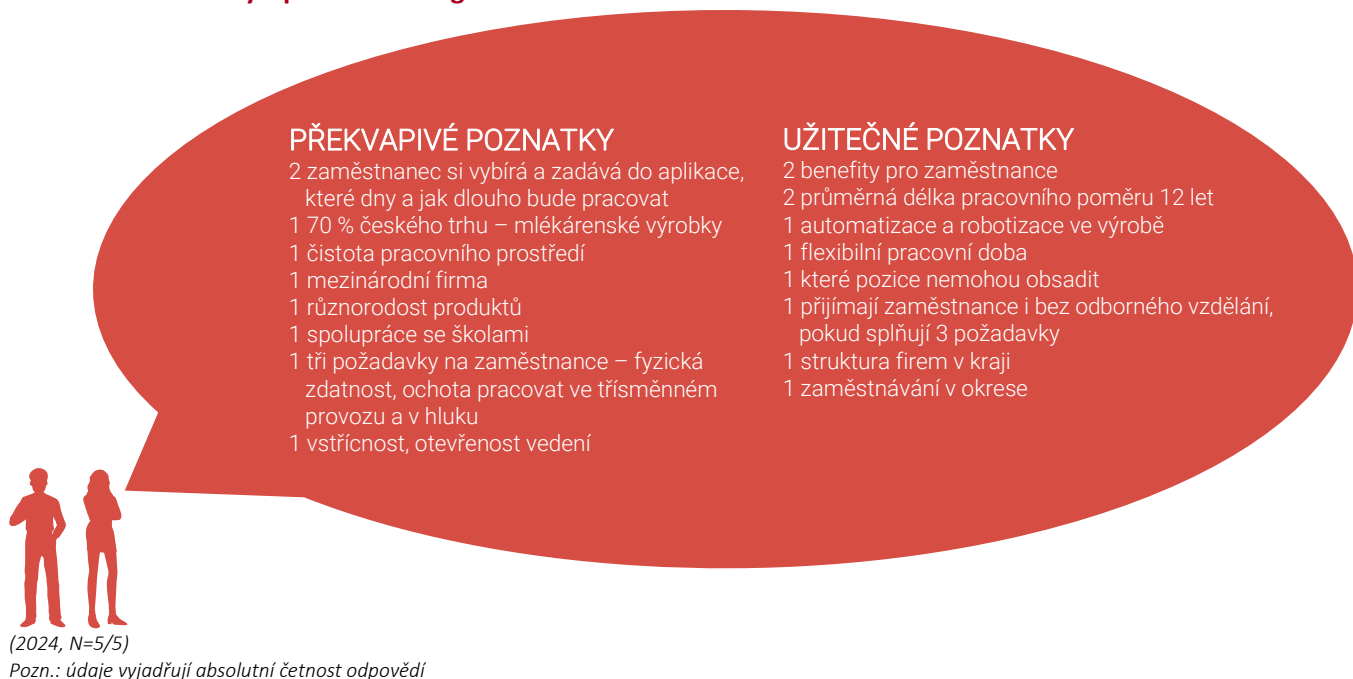 PŘEKVAPIVÉ POZNATKY
2 zaměstnanec si vybírá a zadává do aplikace,
které dny a jak dlouho bude pracovat
1 70 % českého trhu – mlékárenské výrobky
1 čistota pracovního prostředí
1 mezinárodní firma
1 různorodost produktů
1 spolupráce se školami
1 tři požadavky na zaměstnance – fyzická
zdatnost, ochota pracovat ve třísměnném
provozu a v hluku
1 vstřícnost, otevřenost vedení
UŽITEČNÉ POZNATKY
2 benefity pro zaměstnance
2 průměrná délka pracovního poměru 12 let
1 automatizace a robotizace ve výrobě
1 flexibilní pracovní doba
1 které pozice nemohou obsadit
1 přijímají zaměstnance i bez odborného vzdělání,
pokud splňují 3 požadavky
1 struktura firem v kraji
1 zaměstnávání v okrese
(2024, N=5/5)
Pozn.: údaje vyjadřují absolutní četnost odpovědí